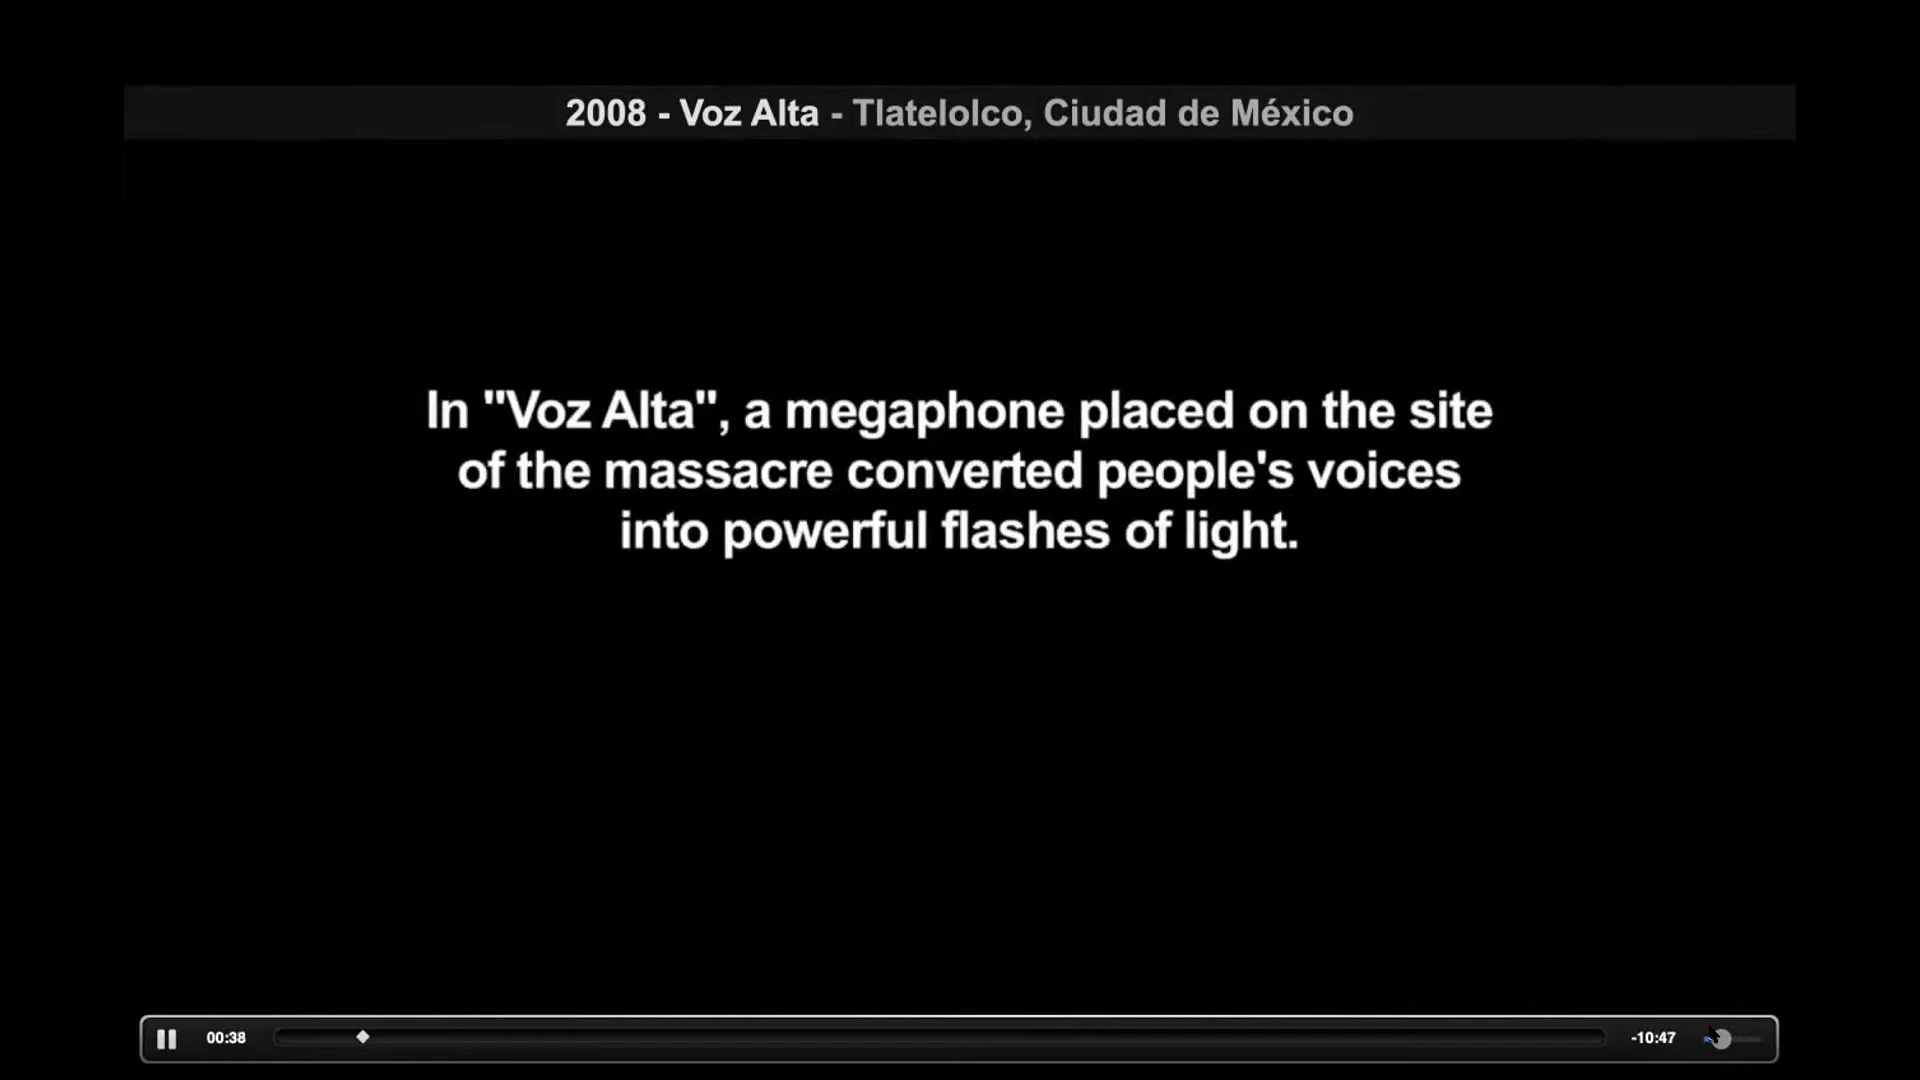 2008 - Voz Alta - Tlatelolco, Ciudad de México
In "Voz Alta", a megaphone placed on the site
of the massacre converted people's voices
into powerful flashes of light.
00:38
-10:47